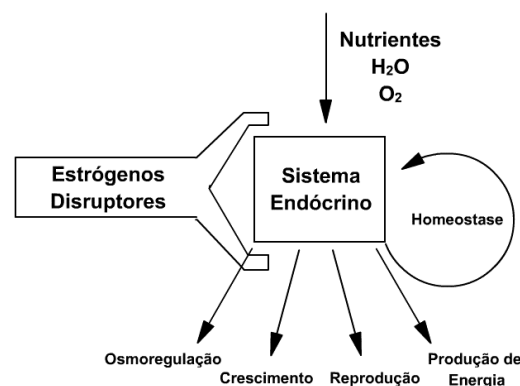 Nutrientes
H₂O
O₂
Estrógenos
Disruptores
Sistema
Endócrino
Homeostase
Osmoregulação
Crescimento
Reprodução
Produção de
Energia